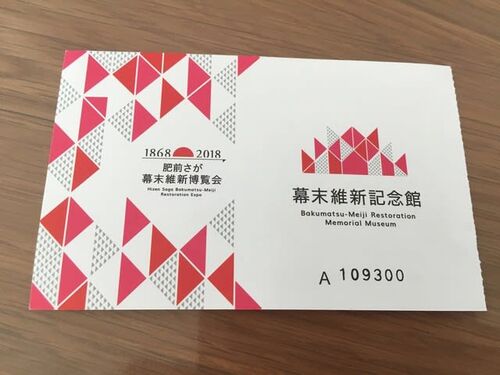 1868 2018
肥前さが
幕末維新博覧会
Hizen Saga Bakumatsu-Meiji
Restoration Expo
幕末維新記念館
Bakumatsu-Meiji Restoration
Memorial Museum
A 109300